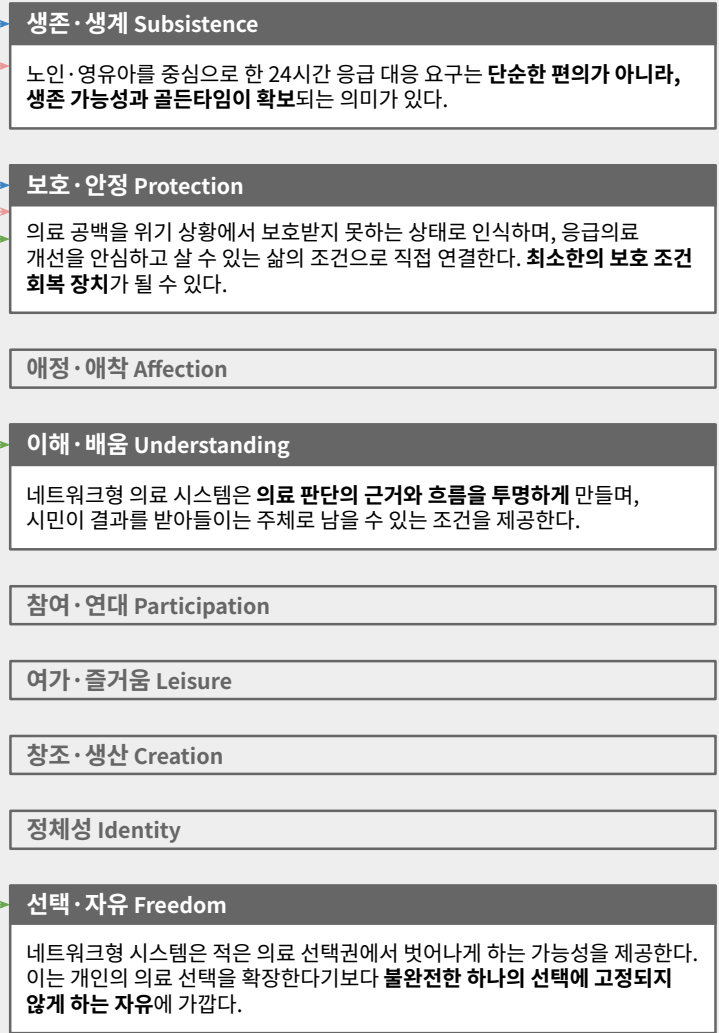 생존·생계 Subsistence
노인·영유아를 중심으로 한 24시간 응급 대응 요구는 단순한 편의가 아니라,
생존 가능성과 골든타임이 확보되는 의미가 있다.
보호·안정 Protection
의료 공백을 위기 상황에서 보호받지 못하는 상태로 인식하며, 응급의료
개선을 안심하고 살 수 있는 삶의 조건으로 직접 연결한다. 최소한의 보호 조건
회복 장치가 될 수 있다.
애정·애착 Affection
이해·배움 Understanding
네트워크형 의료 시스템은 의료 판단의 근거와 흐름을 투명하게 만들며,
시민이 결과를 받아들이는 주체로 남을 수 있는 조건을 제공한다.
참여·연대 Participation
여가·즐거움 Leisure
창조·생산 Creation
정체성 Identity
선택·자유 Freedom
네트워크형 시스템은 적은 의료 선택권에서 벗어나게 하는 가능성을 제공한다.
이는 개인의 의료 선택을 확장한다기보다 불완전한 하나의 선택에 고정되지
않게 하는 자유에 가깝다.